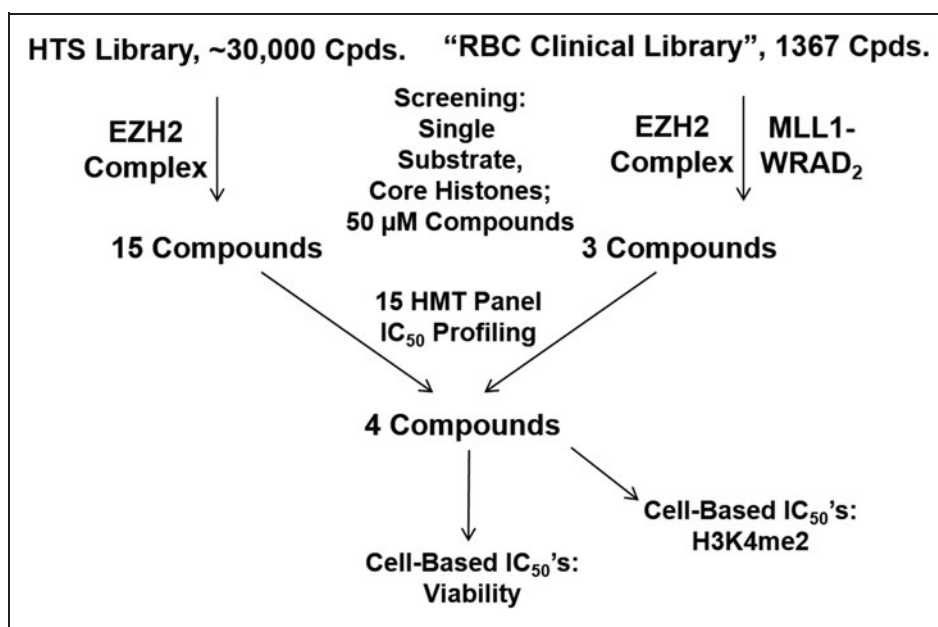 HTS Library, ~30,000 Cpds.
“RBC Clinical Library”, 1367 Cpds.
EZH2
Complex
Screening:
Single
Substrate,
Core Histones;
50 µM Compounds
EZH2
Complex
MLL1-
WRAD₂
15 Compounds
3 Compounds
15 HMT Panel
IC₅₀ Profiling
4 Compounds
Cell-Based IC₅₀’s:
Viability
Cell-Based IC₅₀’s:
H3K4me2